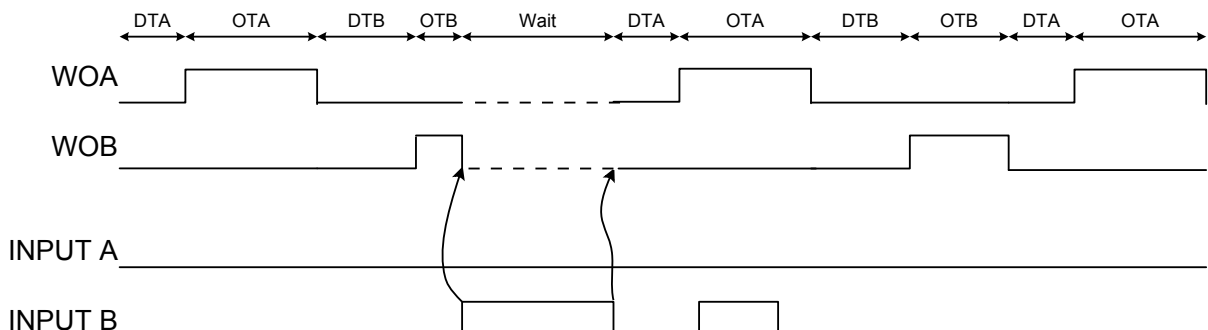 DTA OTA DTB OTB Wait DTA OTA DTB OTB DTA OTA
WOA
WOB
INPUT A
INPUT B